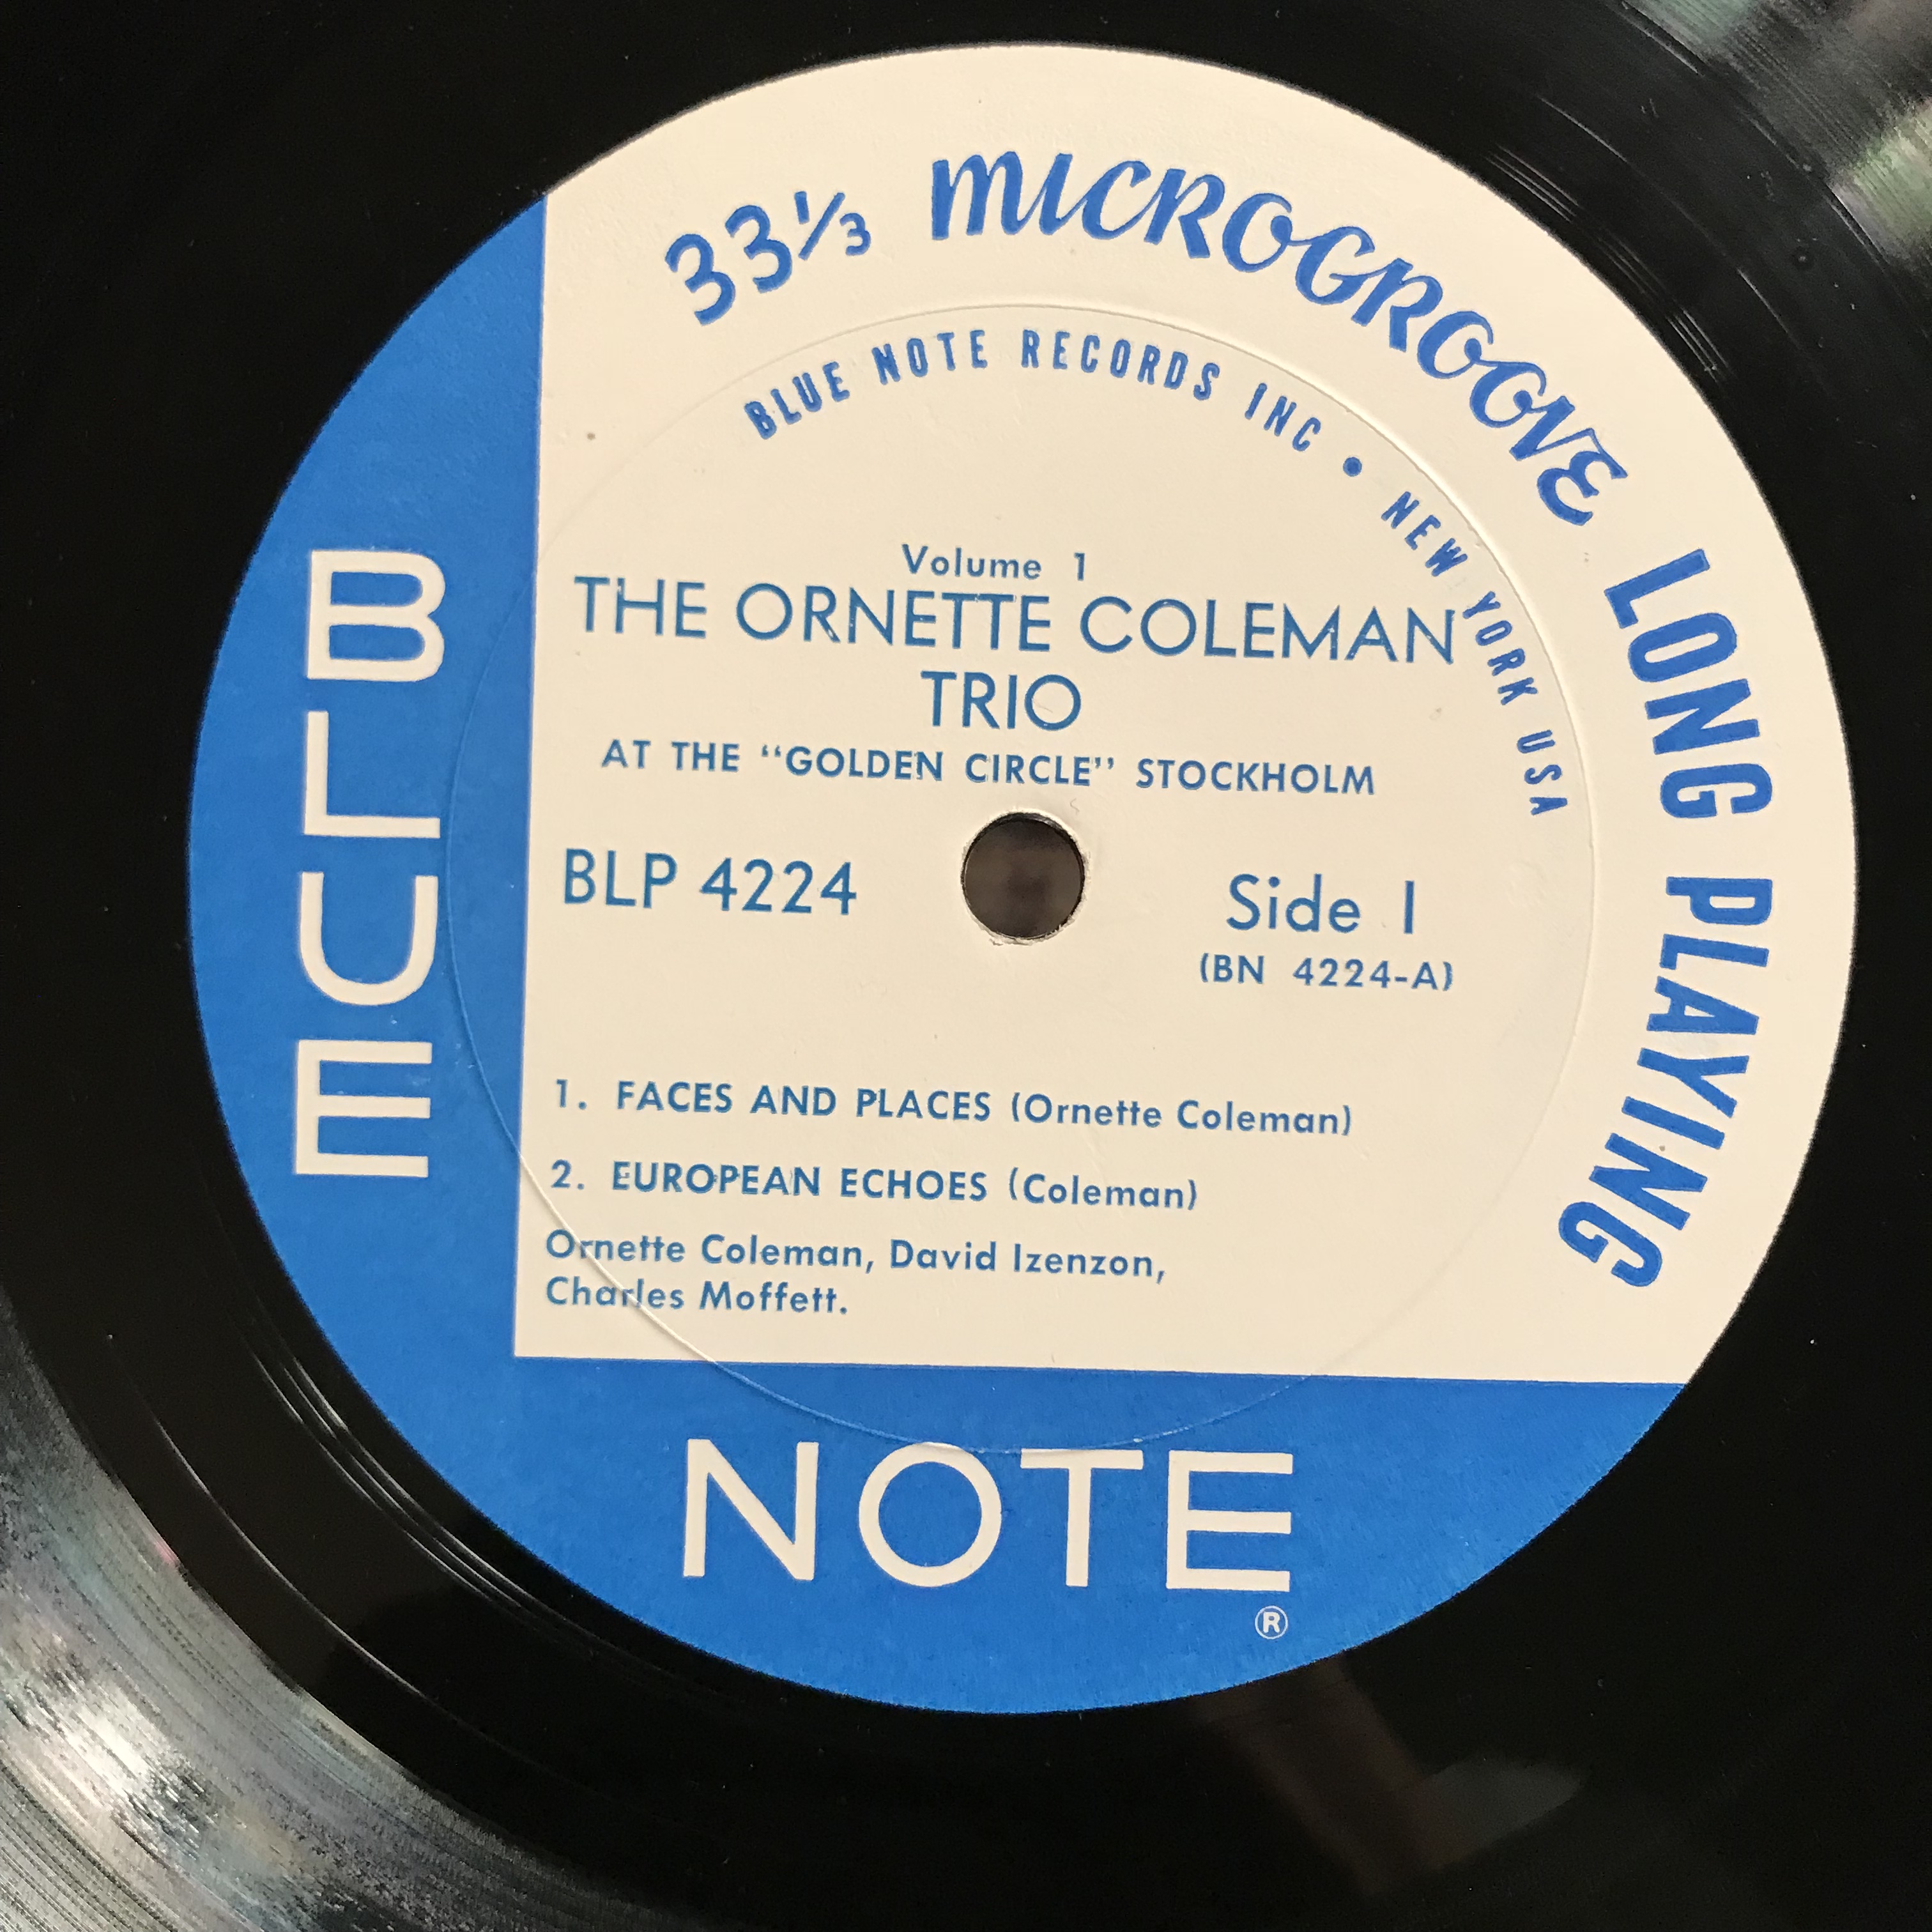 33⅓ MICROGROOVE LONG PLAYING
BLUE NOTE RECORDS INC • NEW YORK USA
Volume 1
THE ORNETTE COLEMAN
TRIO
AT THE “GOLDEN CIRCLE” STOCKHOLM
BLP 4224
Side 1
(BN 4224-A)
1. FACES AND PLACES (Ornette Coleman)
2. EUROPEAN ECHOES (Coleman)
Ornette Coleman, David Izenzon,
Charles Moffett.
BLUE
NOTE
®